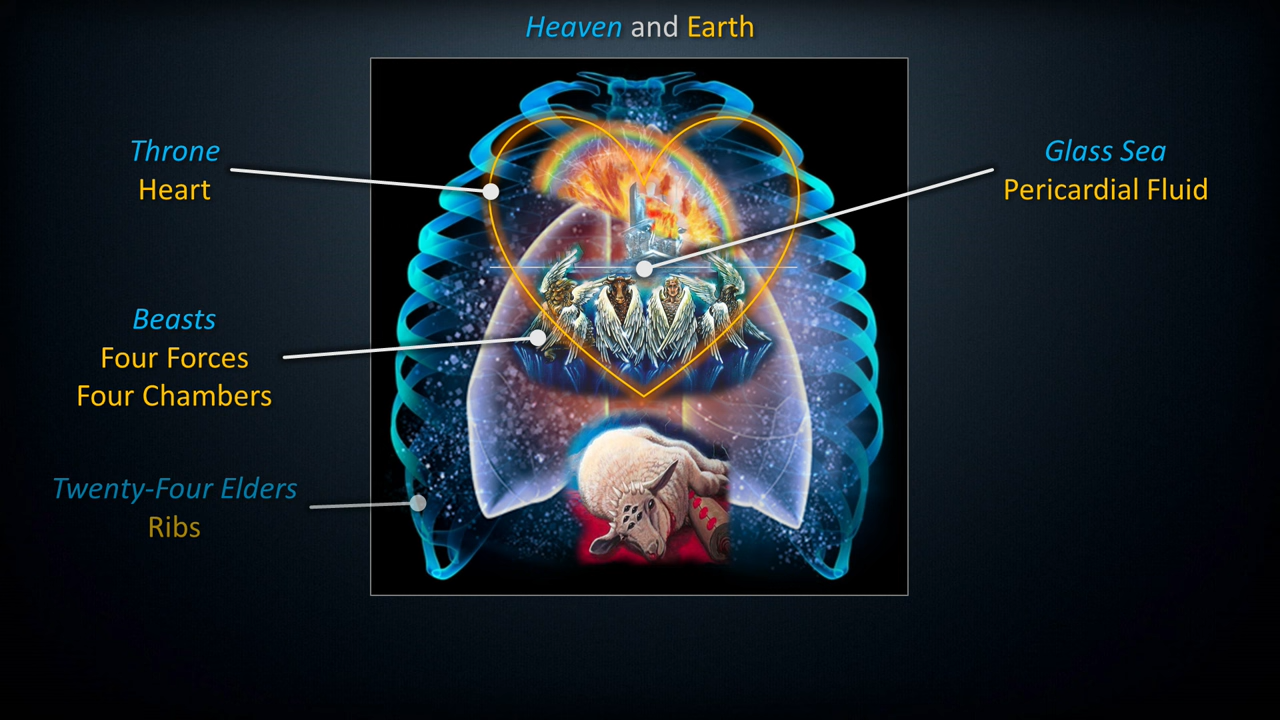 Heaven and Earth
Throne
Heart
Glass Sea
Pericardial Fluid
Beasts
Four Forces
Four Chambers
Twenty-Four Elders
Ribs